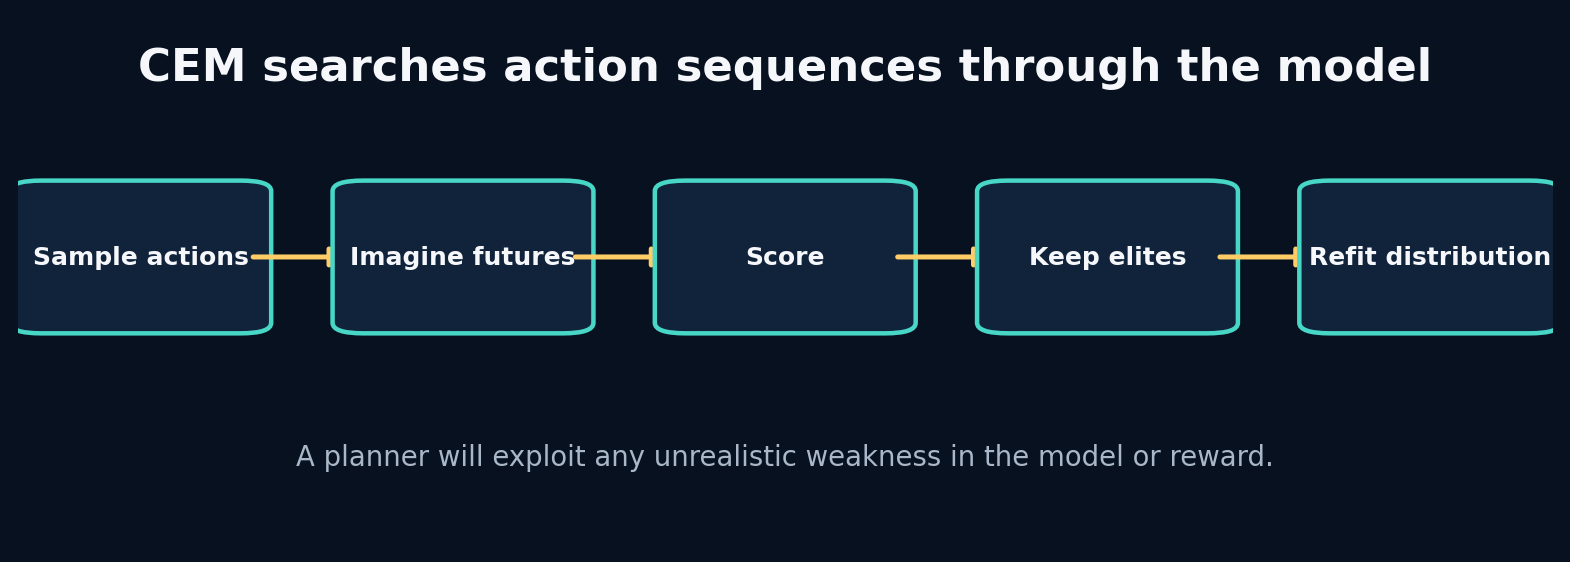 CEM searches action sequences through the model
Sample actions
Imagine futures
Score
Keep elites
Refit distribution
A planner will exploit any unrealistic weakness in the model or reward.